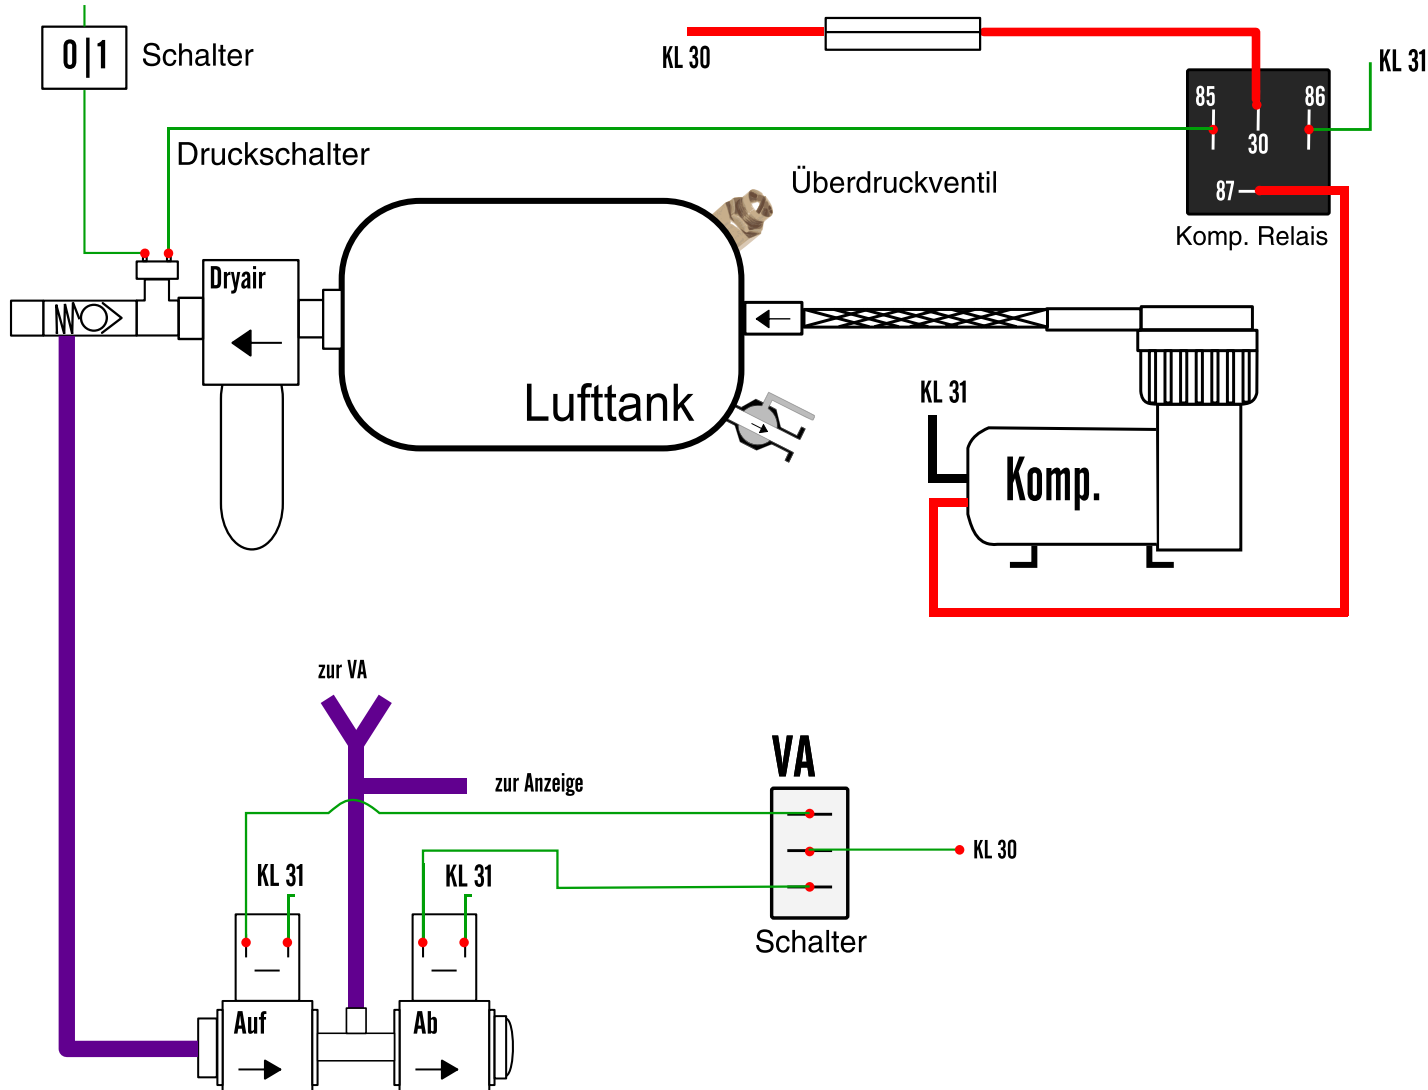 0|1
Schalter
KL 30
KL 31
85
86
30
87
Druckschalter
Überdruckventil
Komp. Relais
Dryair
Lufttank
KL 31
Komp.
zur VA
VA
zur Anzeige
KL 30
KL 31
KL 31
Schalter
Auf
Ab